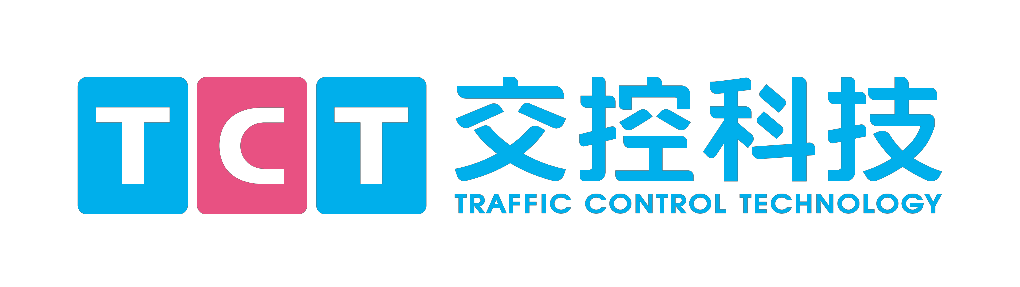 TCT
交控科技
TRAFFIC CONTROL TECHNOLOGY